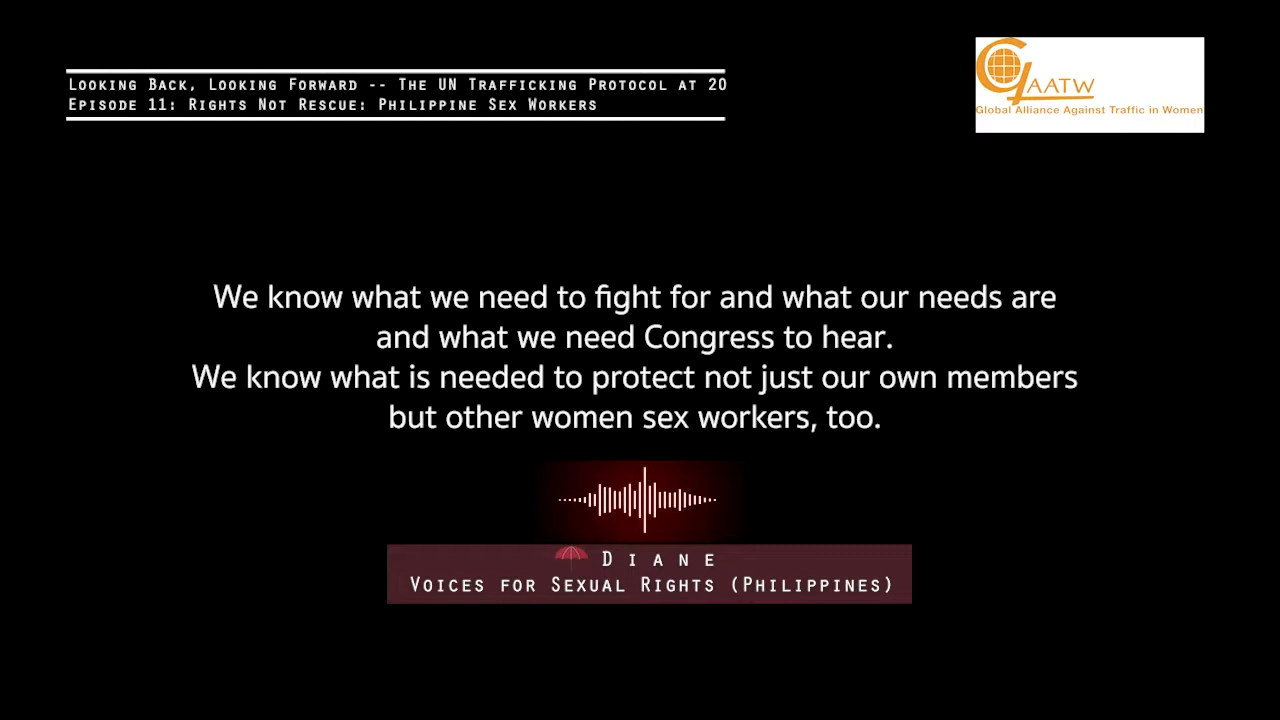 Looking Back, Looking Forward -- The UN Trafficking Protocol at 20
Episode 11: Rights Not Rescue: Philippine Sex Workers
GAATW
Global Alliance Against Traffic in Women
We know what we need to fight for and what our needs are
and what we need Congress to hear.
We know what is needed to protect not just our own members
but other women sex workers, too.
Diane
Voices for Sexual Rights (Philippines)